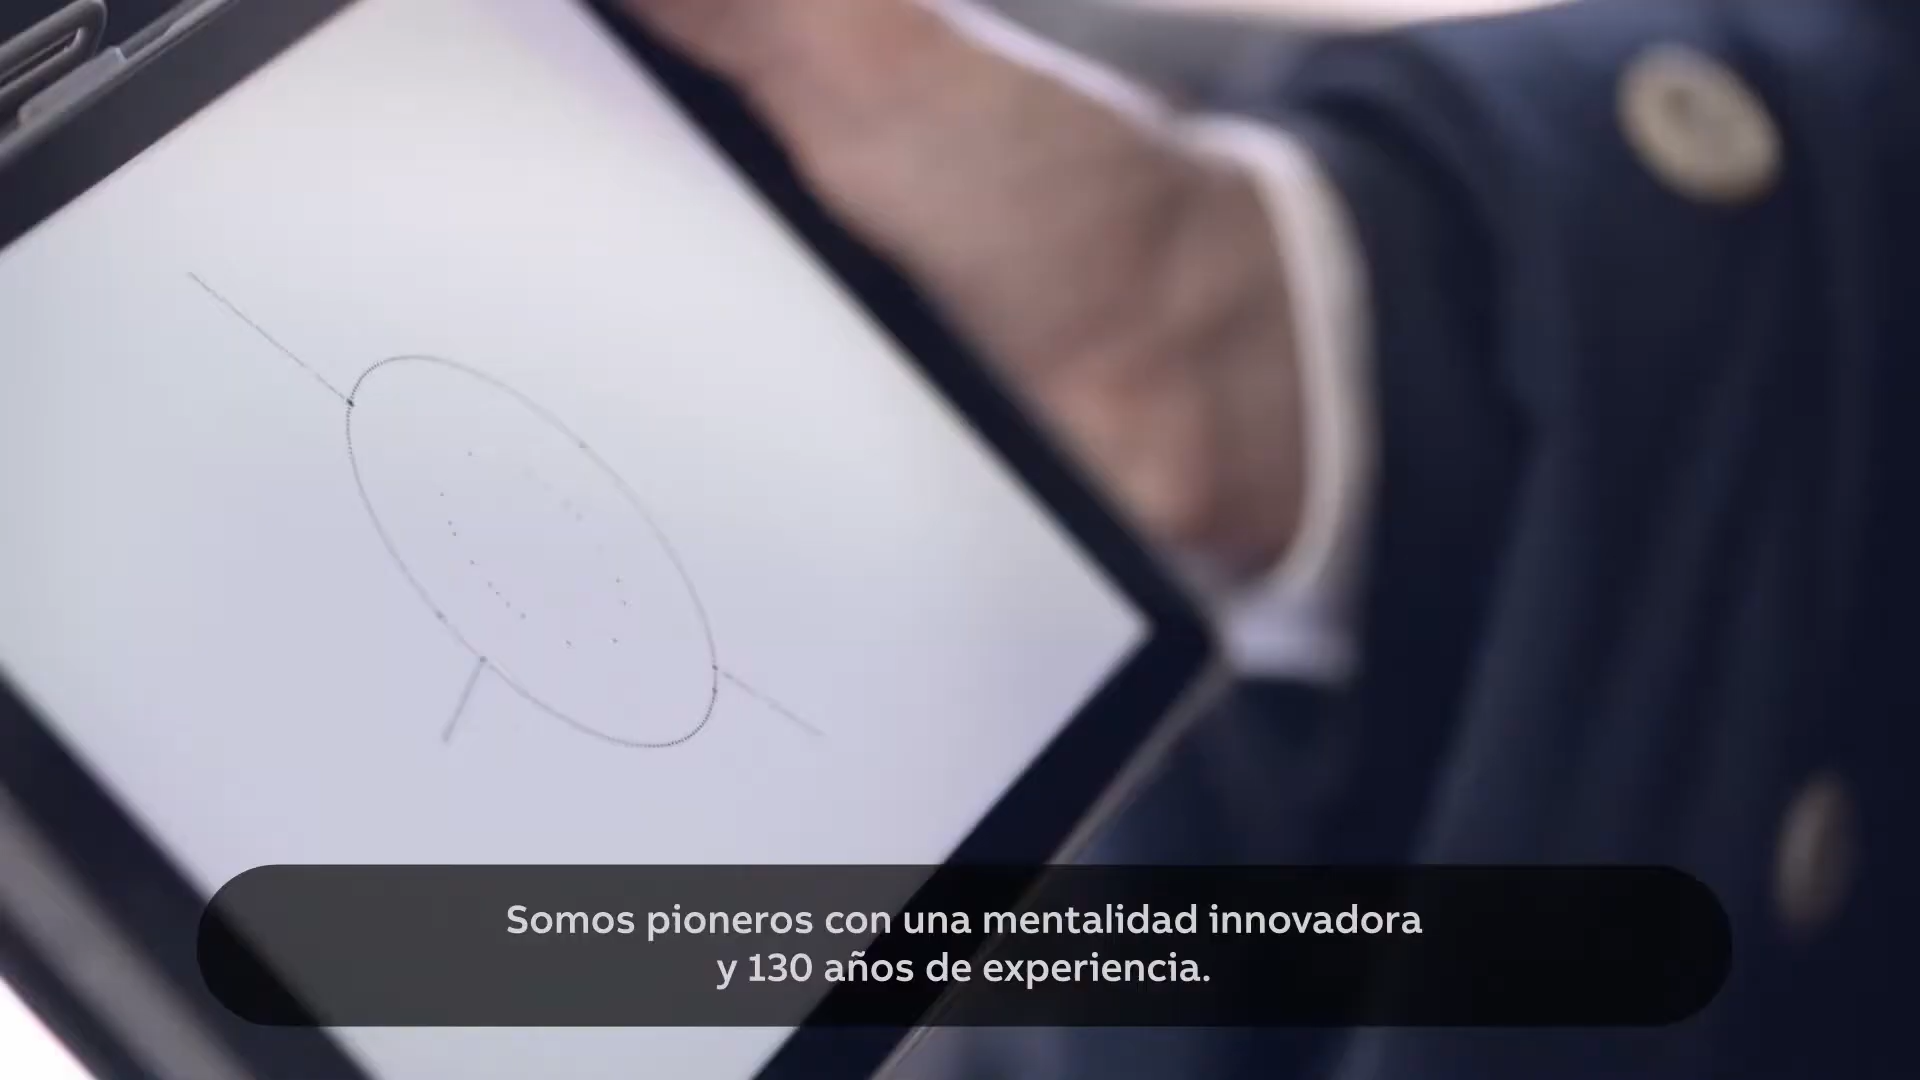 Somos pioneros con una mentalidad innovadora
y 130 años de experiencia.